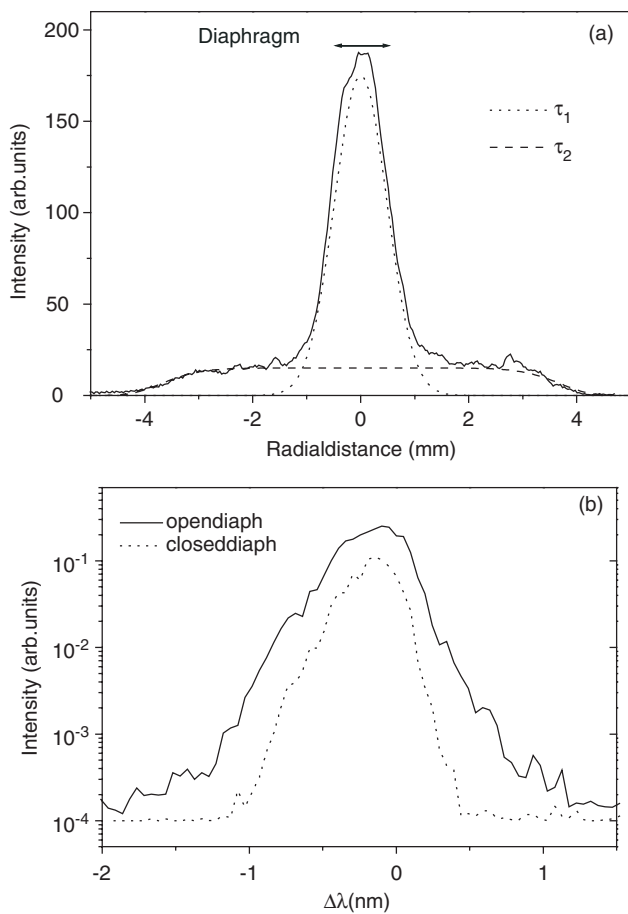 (a)
200
Diaphragm
150
τ1
τ2
Intensity (arb.units)
100
50
0
-4
-2
0
2
4
Radialdistance (mm)
(b)
opendiaph
closeddiaph
10-1
Intensity (arb.units)
10-2
10-3
10-4
-2
-1
0
1
Δλ(nm)